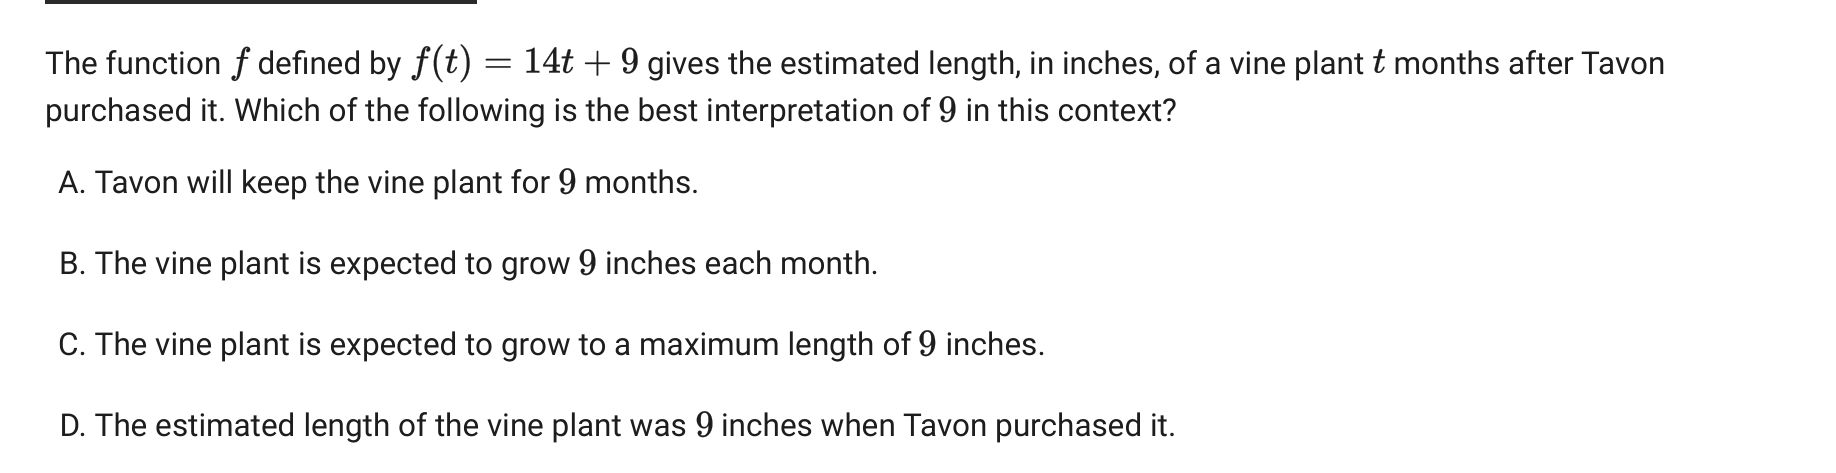 The function f defined by f(t) = 14t + 9 gives the estimated length, in inches, of a vine plant t months after Tavon
purchased it. Which of the following is the best interpretation of 9 in this context?
A. Tavon will keep the vine plant for 9 months.
B. The vine plant is expected to grow 9 inches each month.
C. The vine plant is expected to grow to a maximum length of 9 inches.
D. The estimated length of the vine plant was 9 inches when Tavon purchased it.